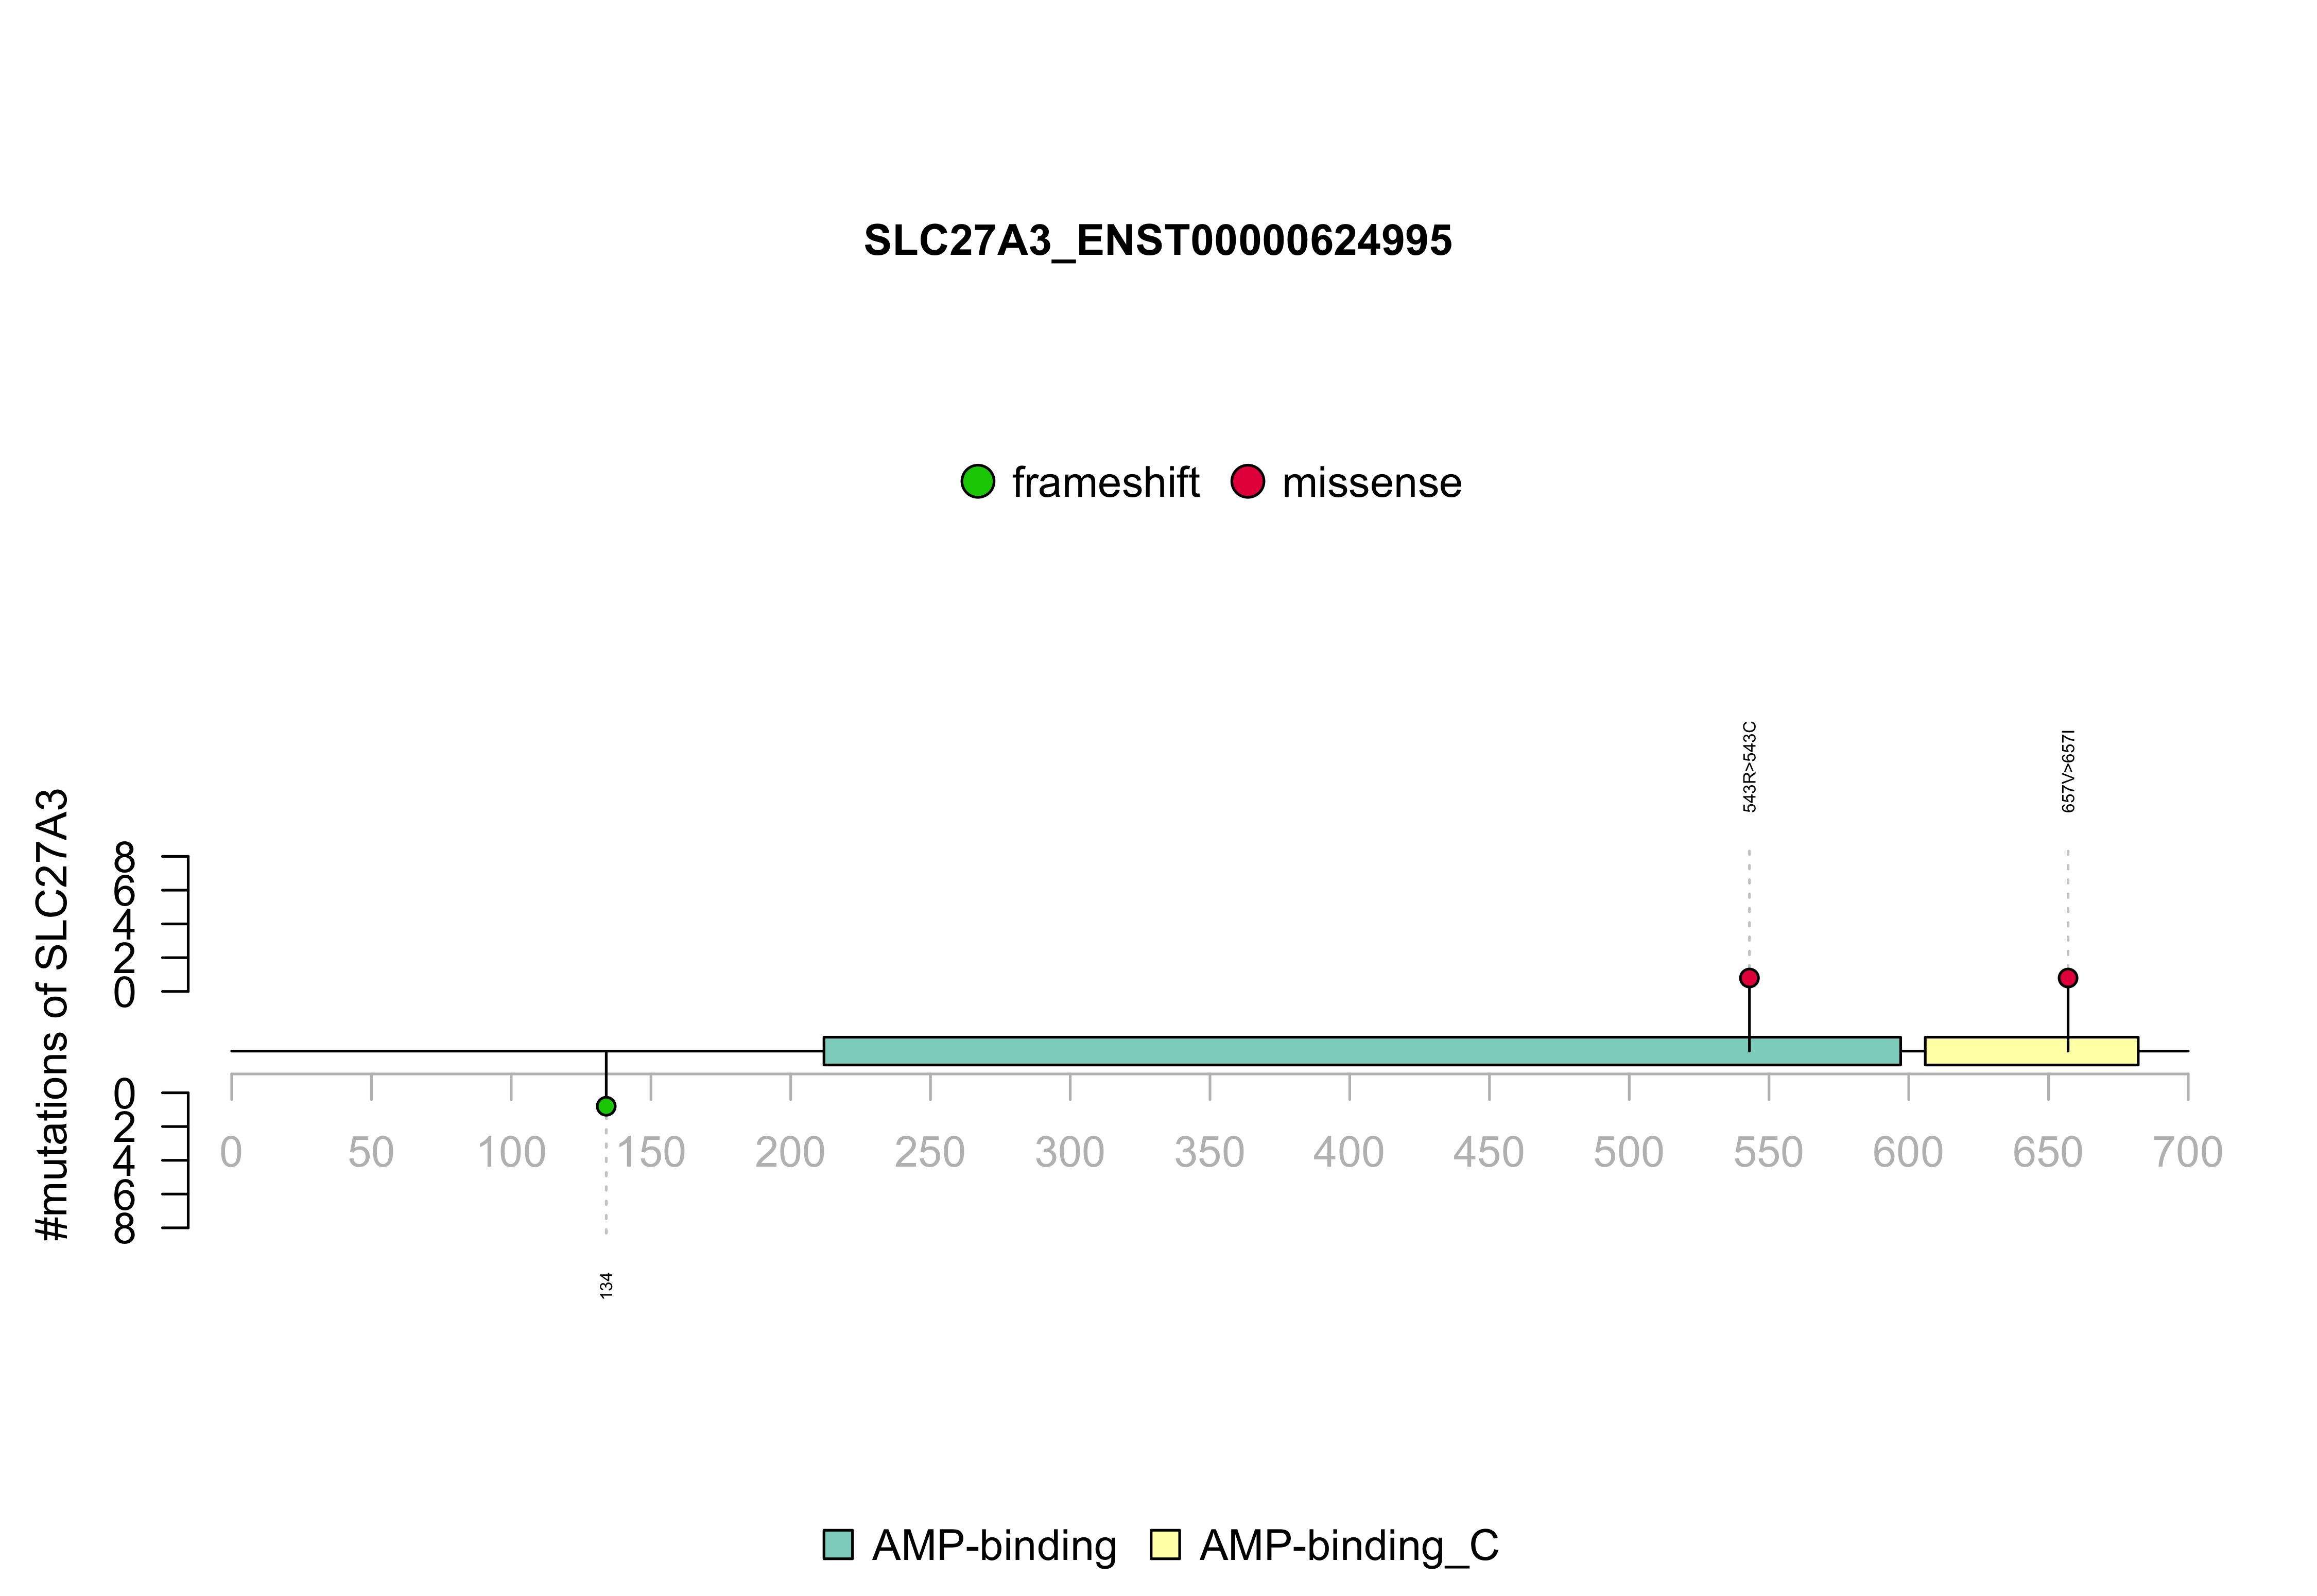 SLC27A3_ENST00000624995
frameshift missense
543R>543C
657V>657I
#mutations of SLC27A3
8
6
4
2
0
0
2
4
6
8
0 50 100 150 200 250 300 350 400 450 500 550 600 650 700
134
AMP-binding AMP-binding_C